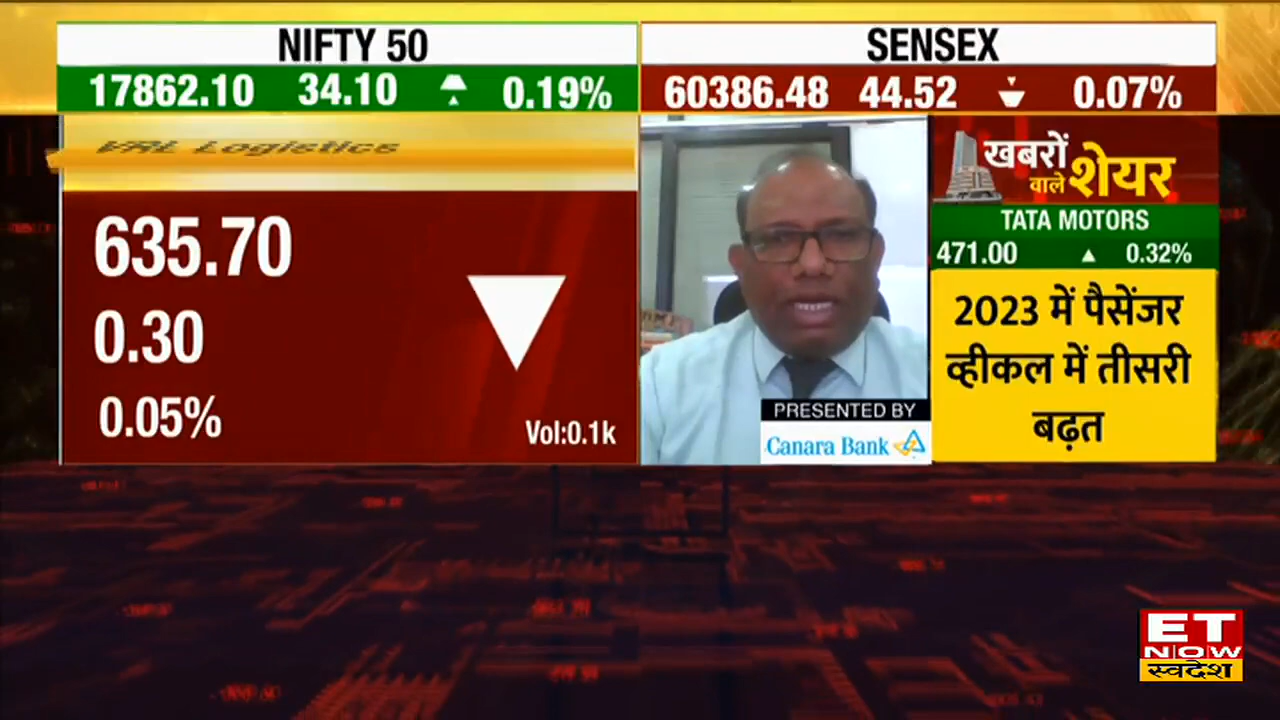 NIFTY 50
17862.10 34.10 0.19%
SENSEX
60386.48 44.52 0.07%
VRL Logistics
635.70
0.30
0.05%
Vol:0.1k
PRESENTED BY
Canara Bank
खबरों
वाले शेयर
TATA MOTORS
471.00 0.32%
2023 में पैसेंजर
व्हीकल में तीसरी
बढ़त
ET
NOW
स्वदेश